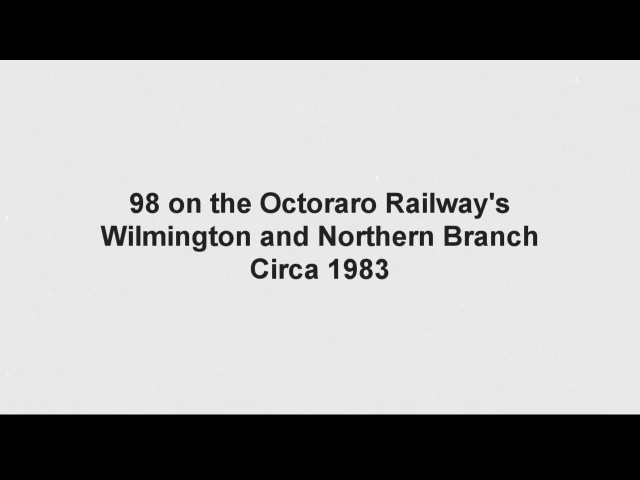 98 on the Octoraro Railway's
Wilmington and Northern Branch
Circa 1983